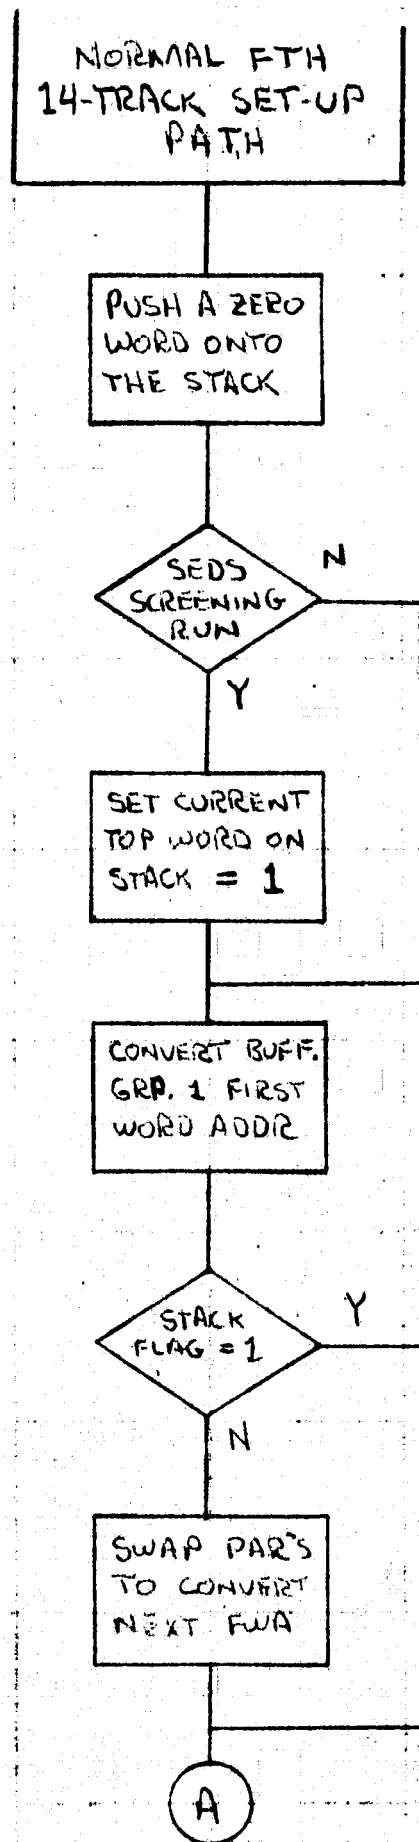 NORMAL FTH
14-TRACK SET-UP
PATH
PUSH A ZERO
WORD ONTO
THE STACK
SEDS
SCREENING
RUN
N
Y
SET CURRENT
TOP WORD ON
STACK = 1
CONVERT BUFF.
GRP. 1 FIRST
WORD ADDR
STACK
FLAG = 1
Y
N
SWAP PAR'S
TO CONVERT
NEXT FWA
A